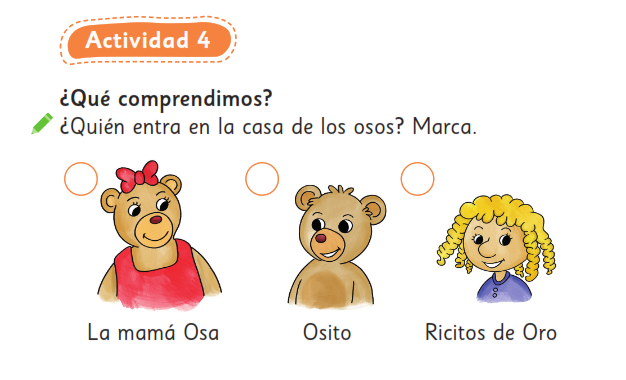 Actividad 4
¿Qué comprendimos?
¿Quién entra en la casa de los osos? Marca.
La mamá Osa
Osito
Ricitos de Oro